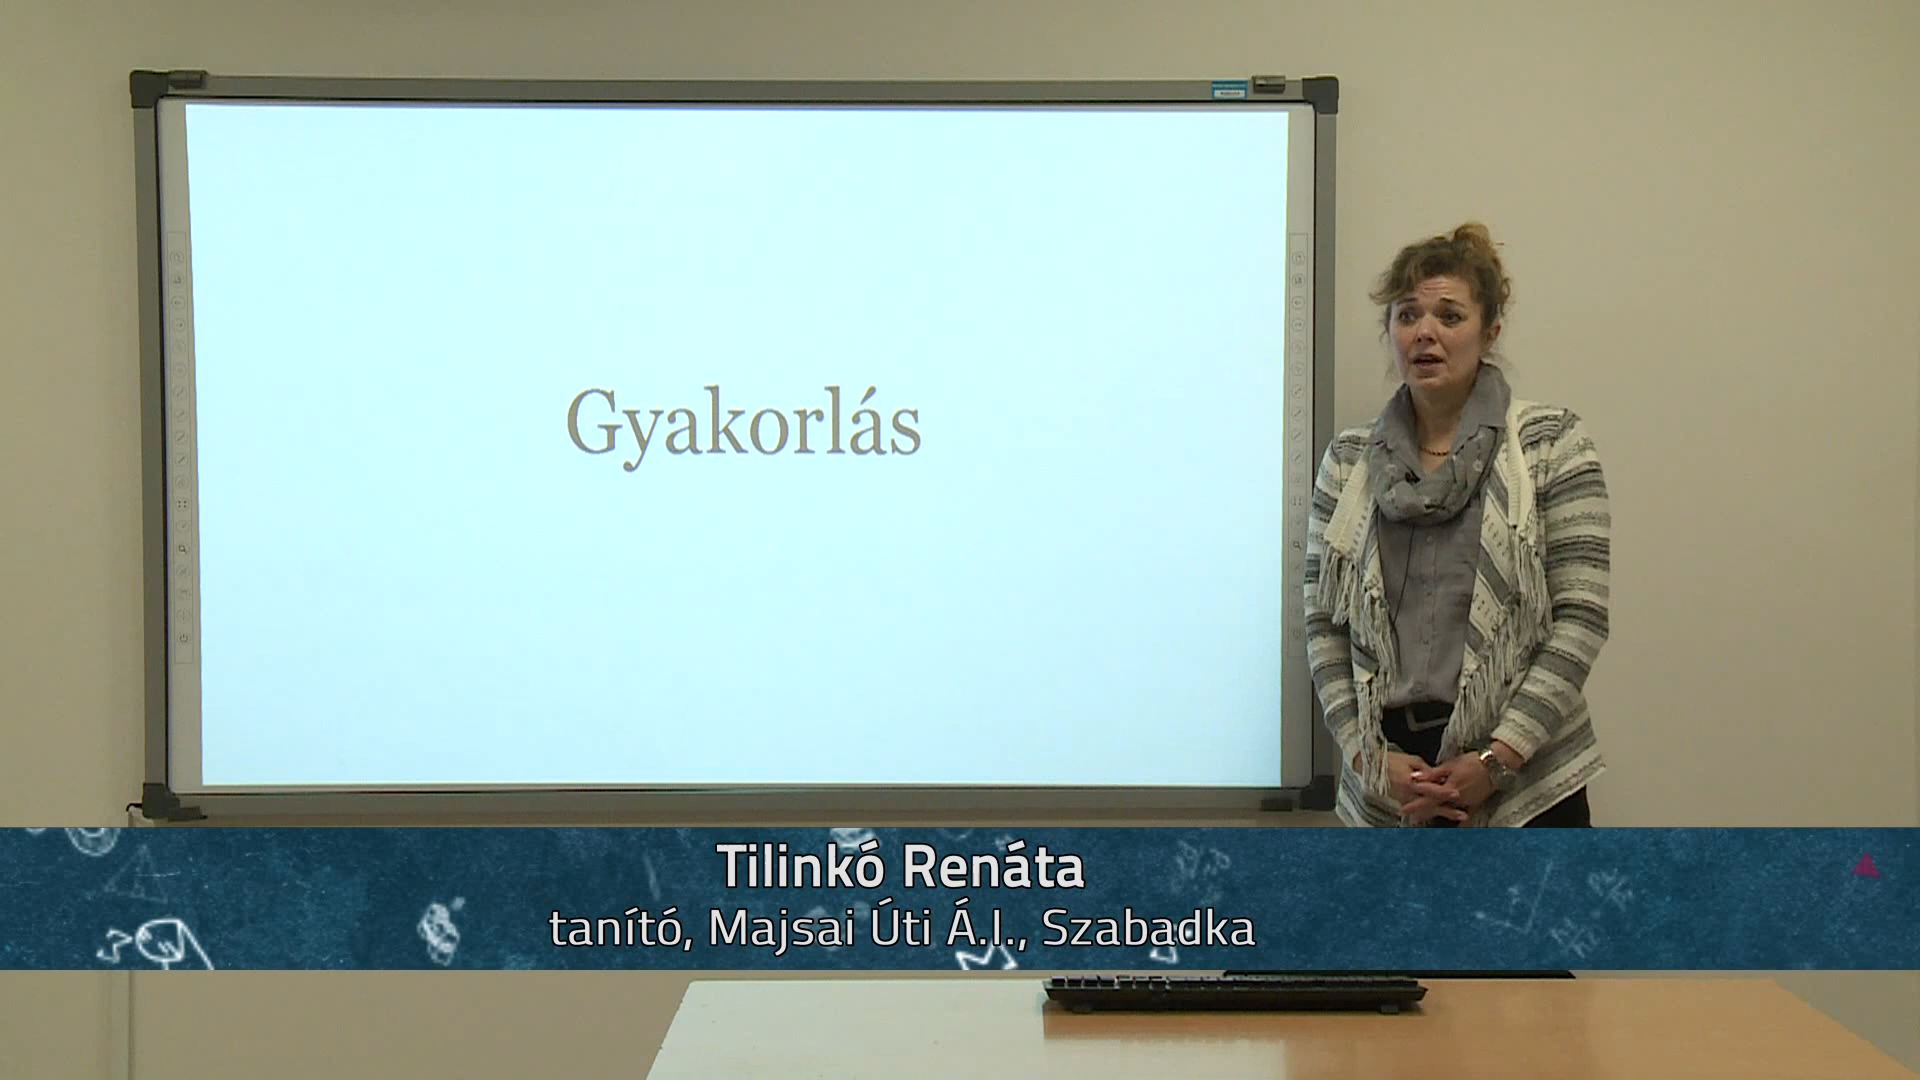 Gyakorlás
Tilinkó Renáta
tanító, Majsai Úti Á.I., Szabadka